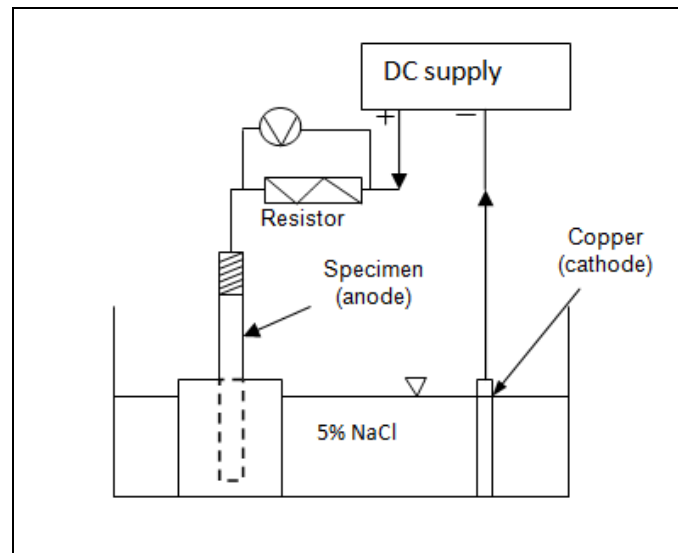 DC supply
+ −
Resistor
Specimen
(anode)
Copper
(cathode)
5% NaCl